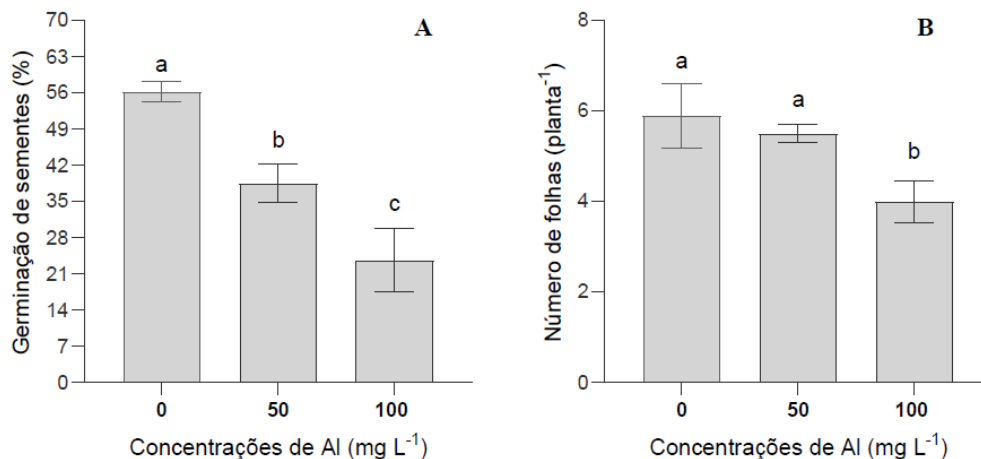 A
Germinação de sementes (%)
70
63
56
49
42
35
28
21
14
7
0
a
b
c
0 50 100
Concentrações de Al (mg L⁻¹)
B
Número de folhas (planta⁻¹)
8
6
4
2
0
a
a
b
0 50 100
Concentrações de Al (mg L⁻¹)